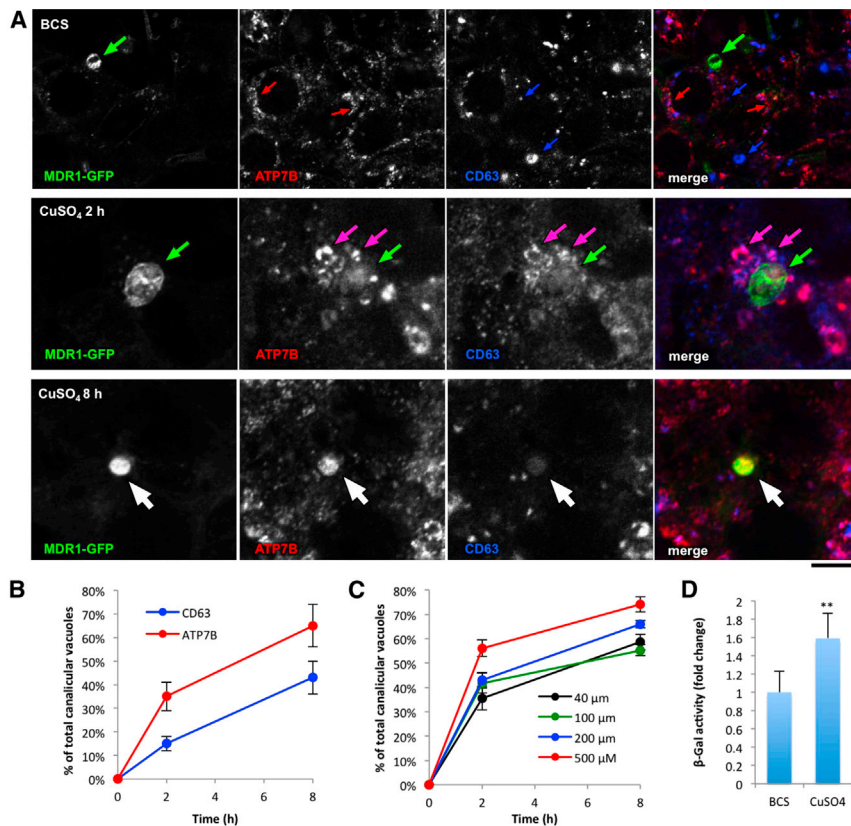 A
BCS
MDR1-GFP
ATP7B
CD63
merge
CuSO₄ 2 h
MDR1-GFP
ATP7B
CD63
merge
CuSO₄ 8 h
MDR1-GFP
ATP7B
CD63
merge
B
% of total canalicular vacuoles
80%
70%
60%
50%
40%
30%
20%
10%
0%
CD63
ATP7B
0 2 8
Time (h)
C
% of total canalicular vacuoles
80%
70%
60%
50%
40%
30%
20%
10%
0%
40 µm
100 µm
200 µm
500 µM
0 2 8
Time (h)
D
β-Gal activity (fold change)
2
1.8
1.6
1.4
1.2
1
0.8
0.6
0.4
0.2
0
**
BCS CuSO4